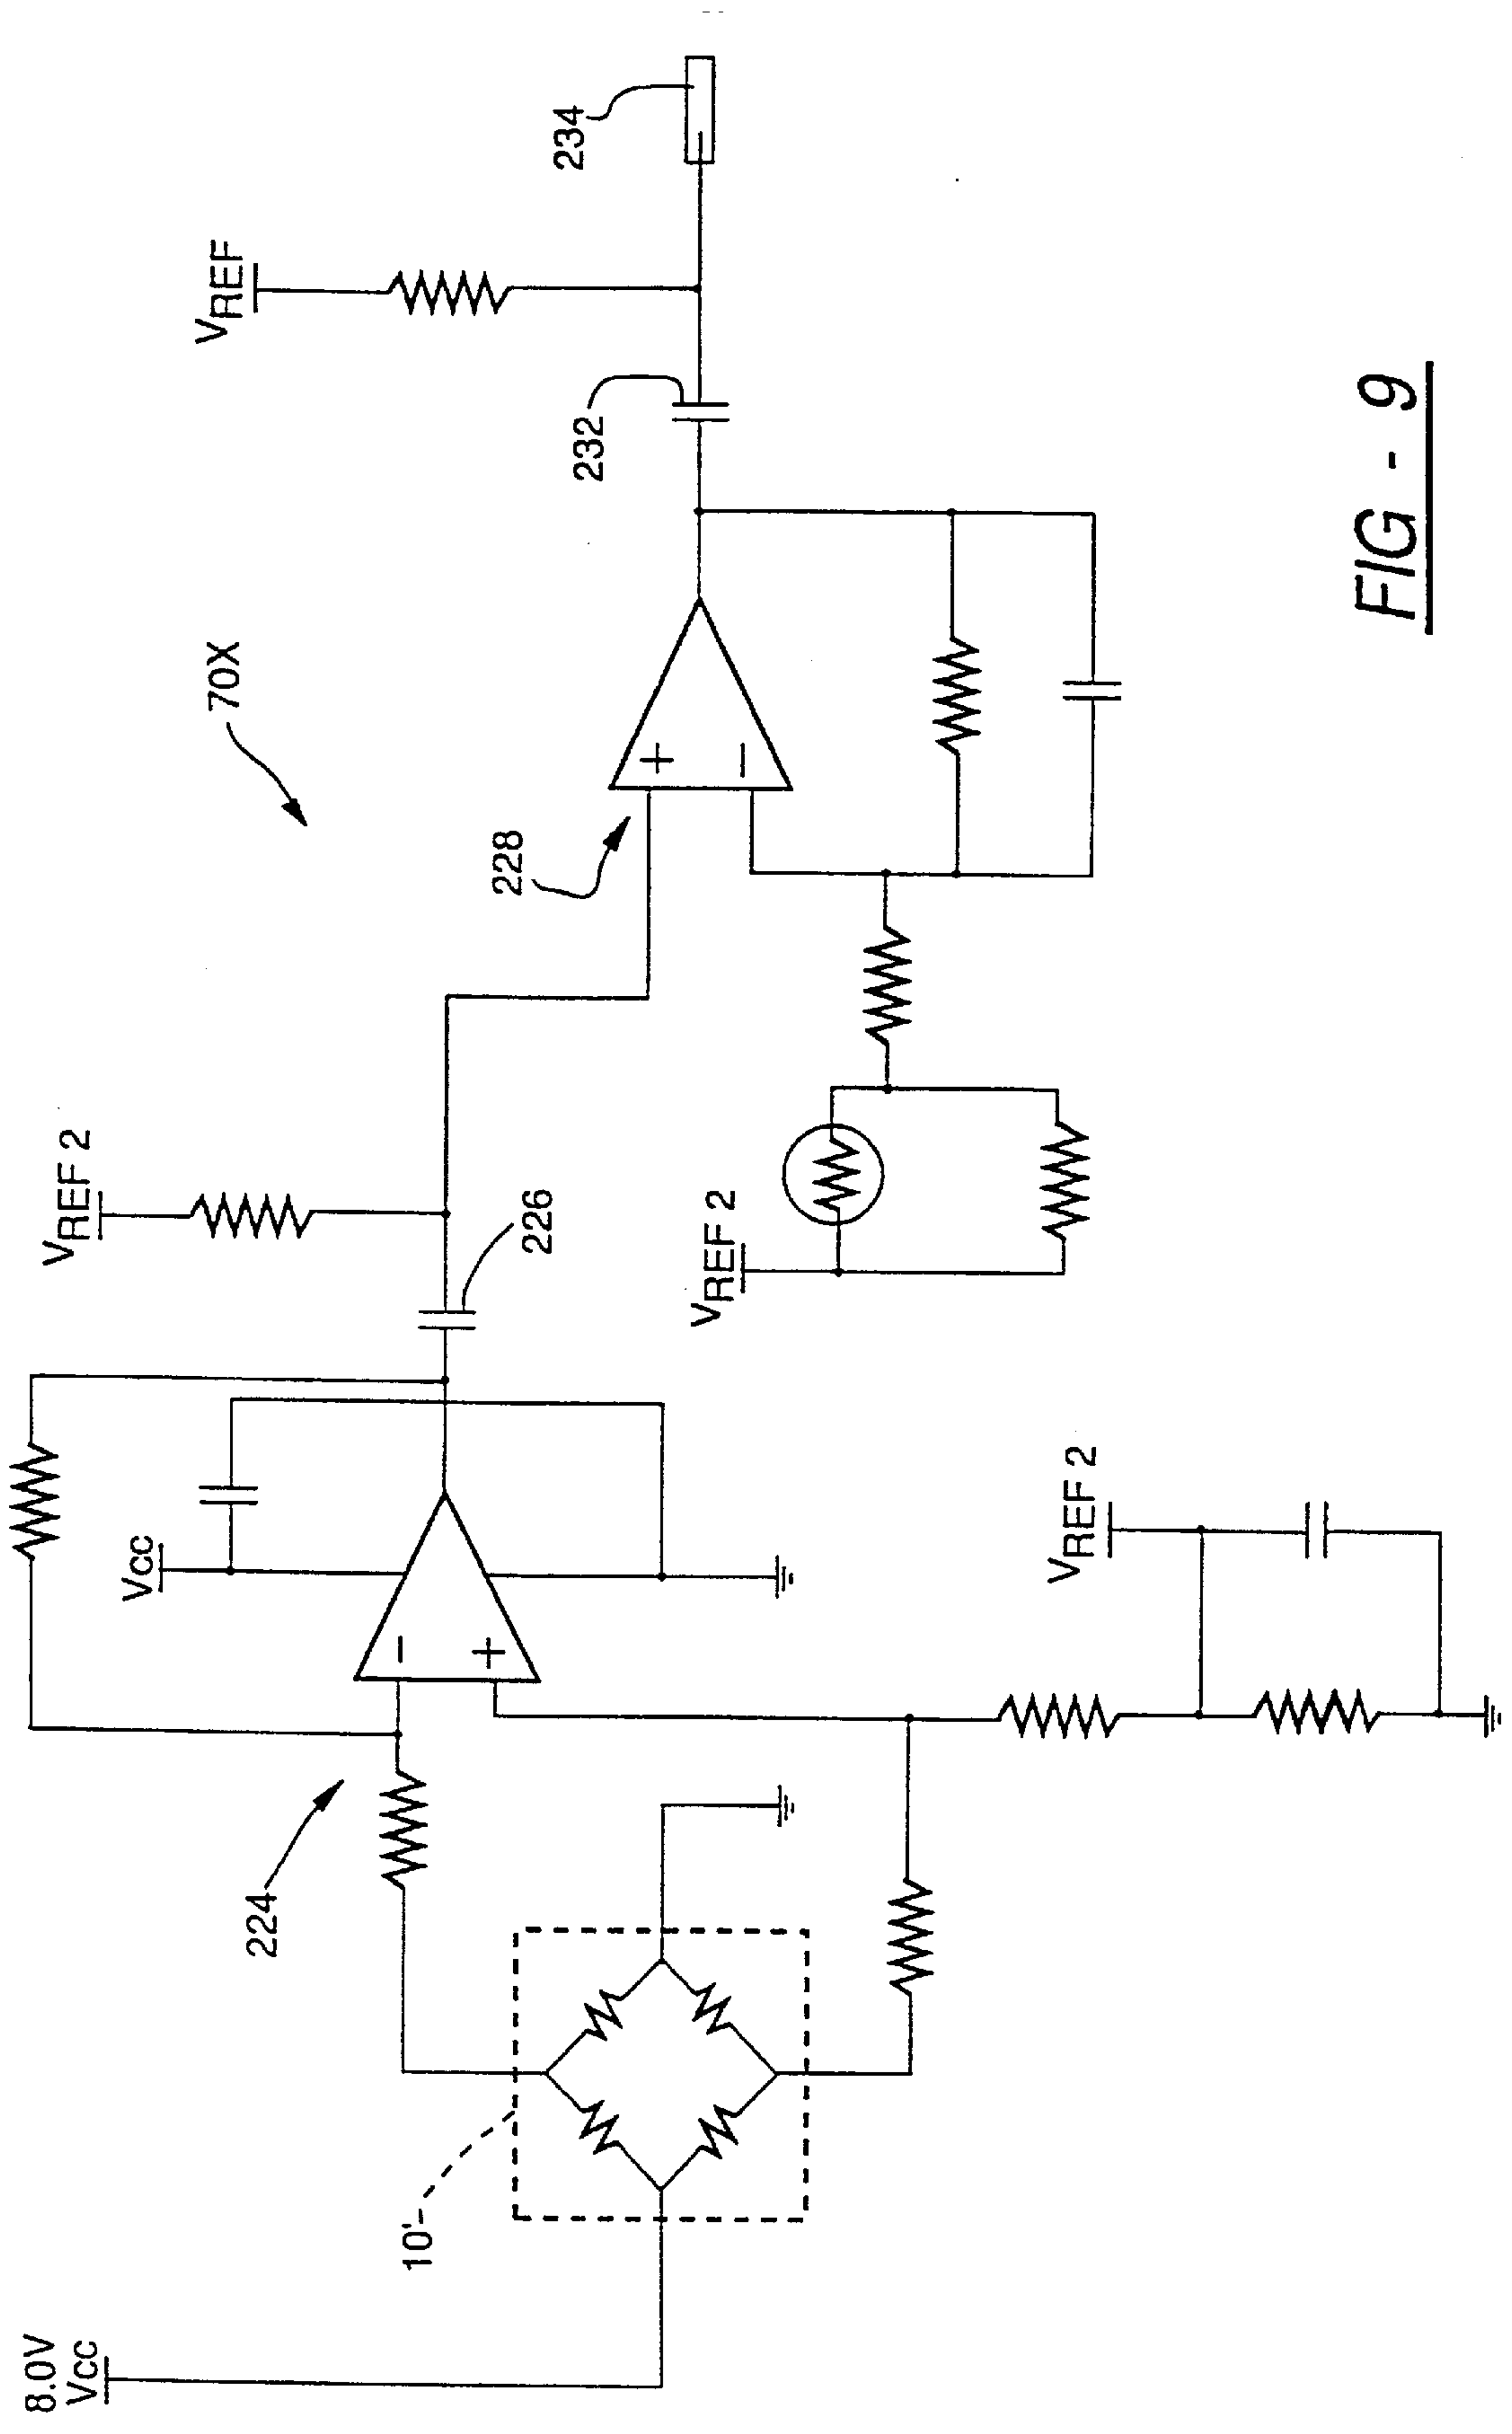 8.0V
VCC
10'
224
VCC
VREF 2
226
VREF 2
VREF 2
228
70X
232
VREF
234
- +
+ -
FIG - 9